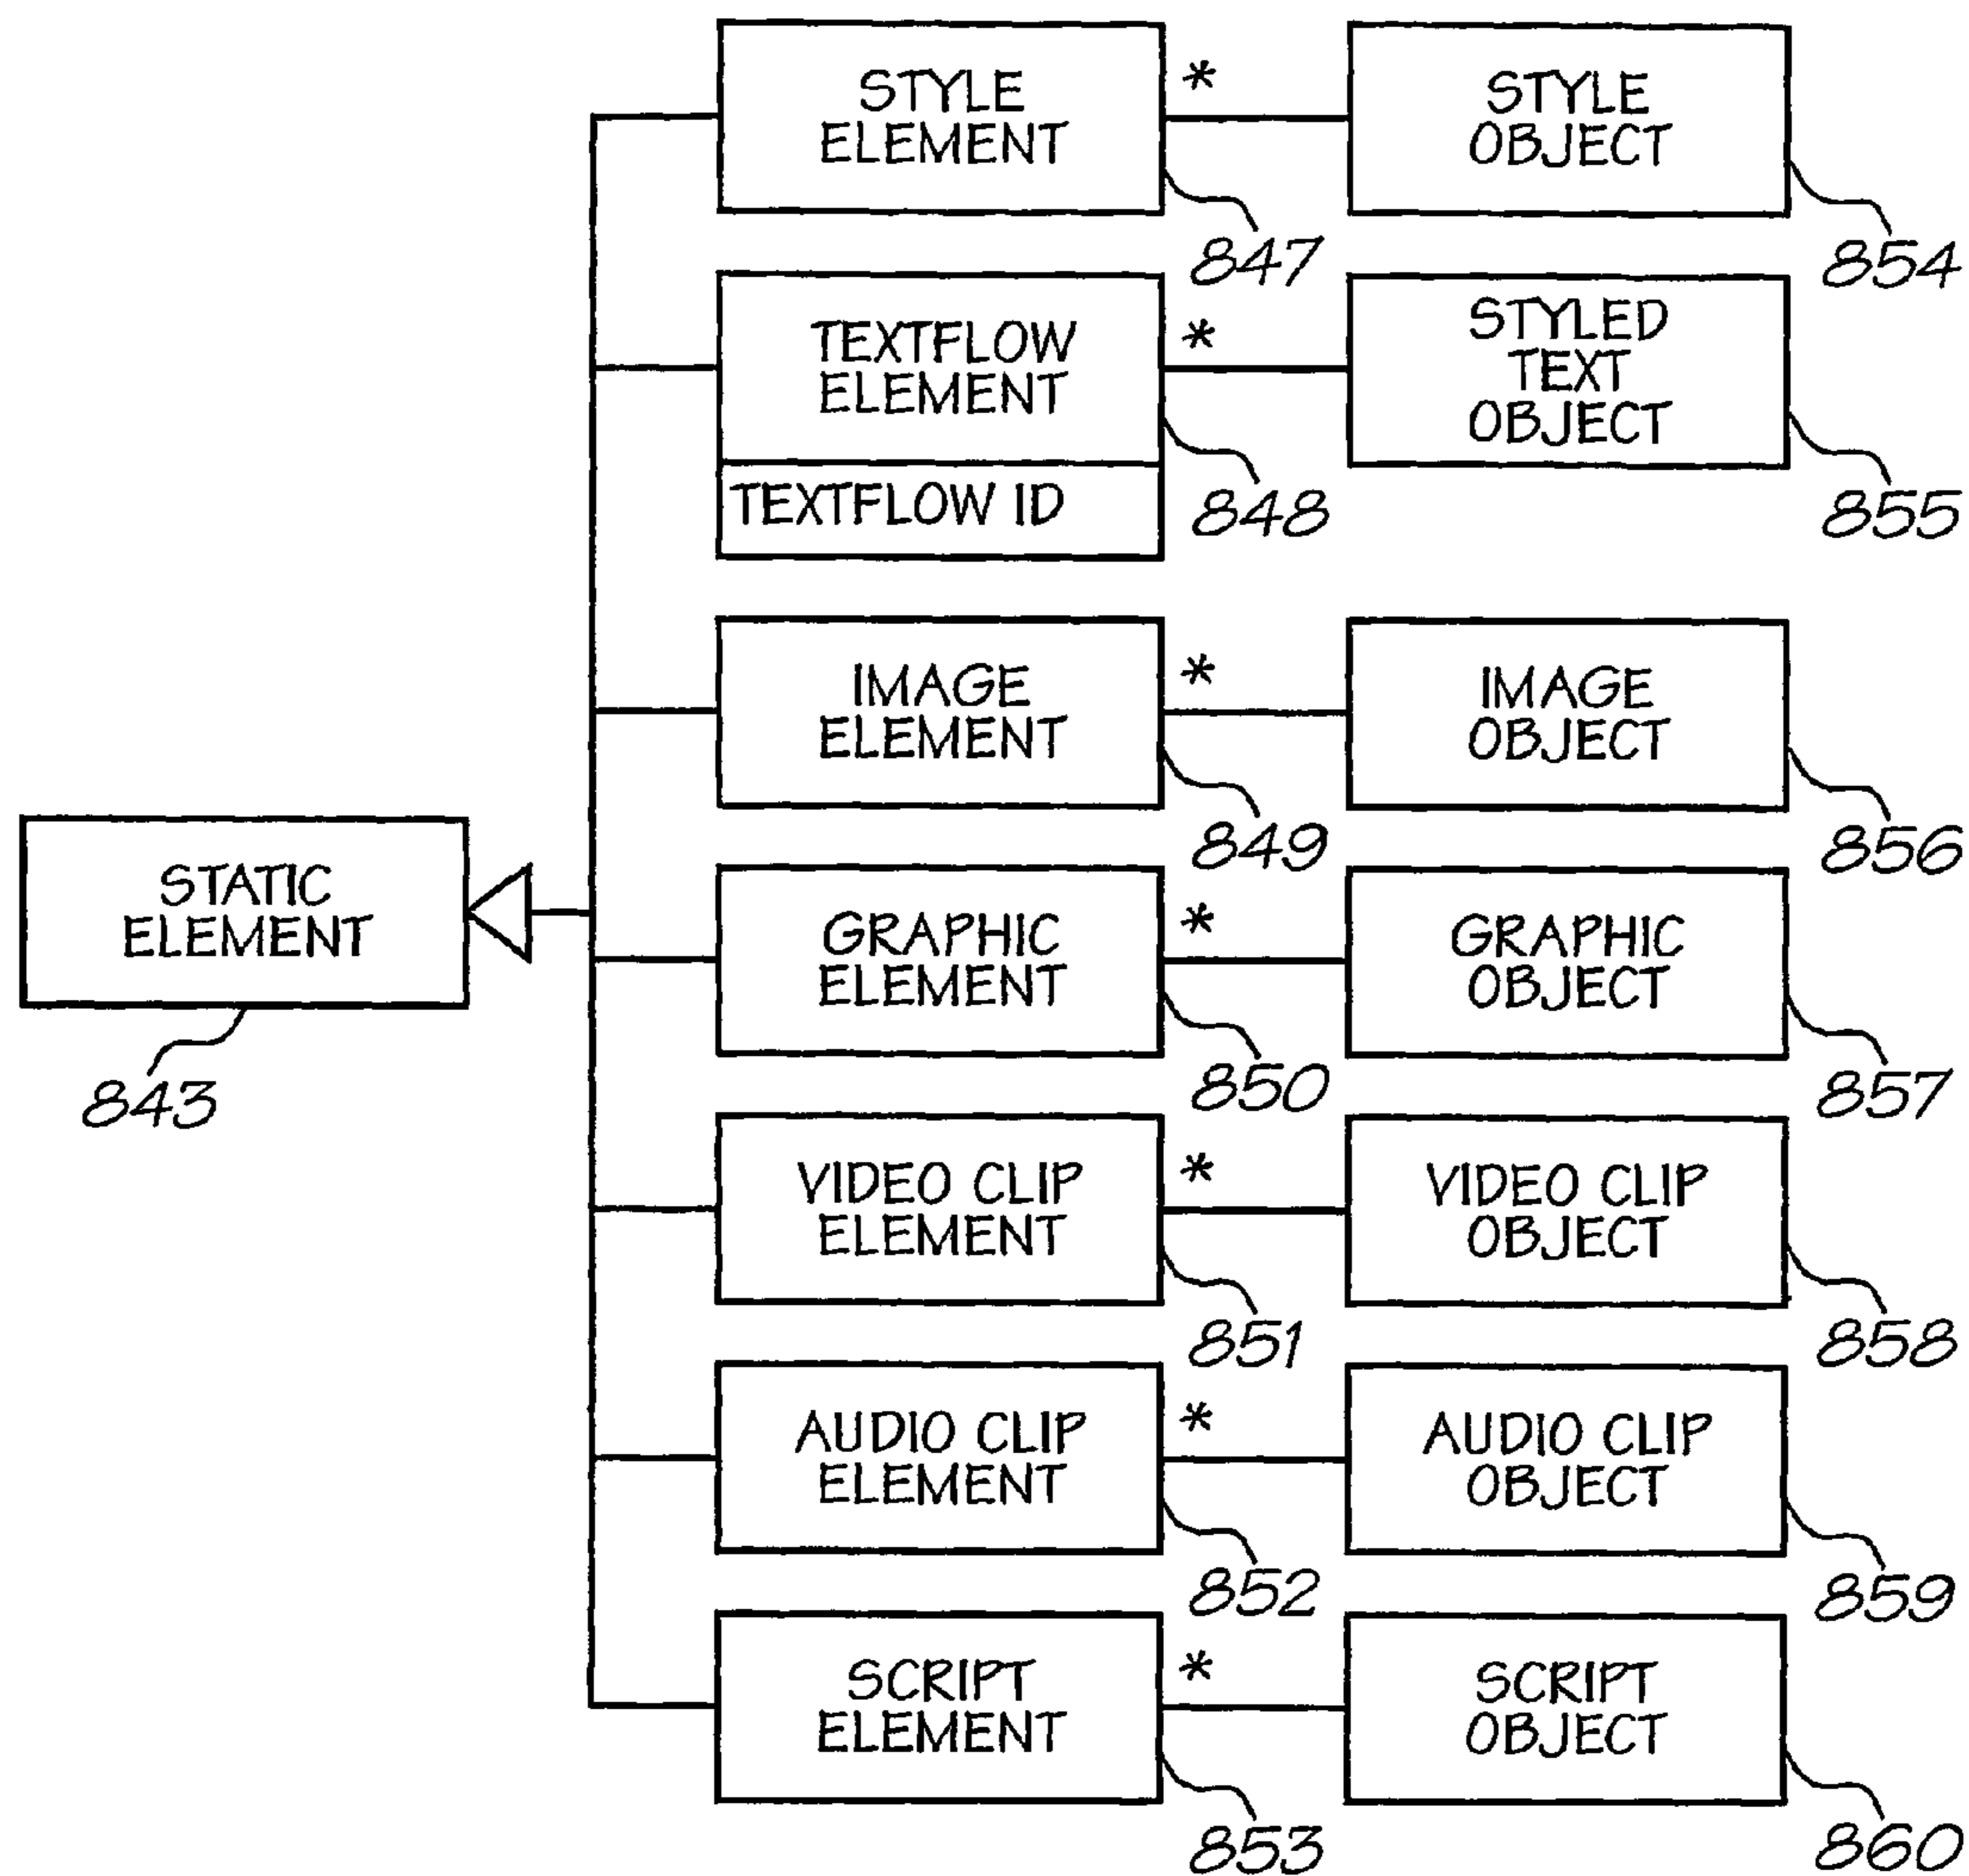 STYLE
ELEMENT
*
STYLE
OBJECT
847
854
TEXTFLOW
ELEMENT
TEXTFLOW ID
*
STYLED
TEXT
OBJECT
848
855
IMAGE
ELEMENT
*
IMAGE
OBJECT
849
856
STATIC
ELEMENT
843
GRAPHIC
ELEMENT
*
GRAPHIC
OBJECT
850
857
VIDEO CLIP
ELEMENT
*
VIDEO CLIP
OBJECT
851
858
AUDIO CLIP
ELEMENT
*
AUDIO CLIP
OBJECT
852
859
SCRIPT
ELEMENT
*
SCRIPT
OBJECT
853
860